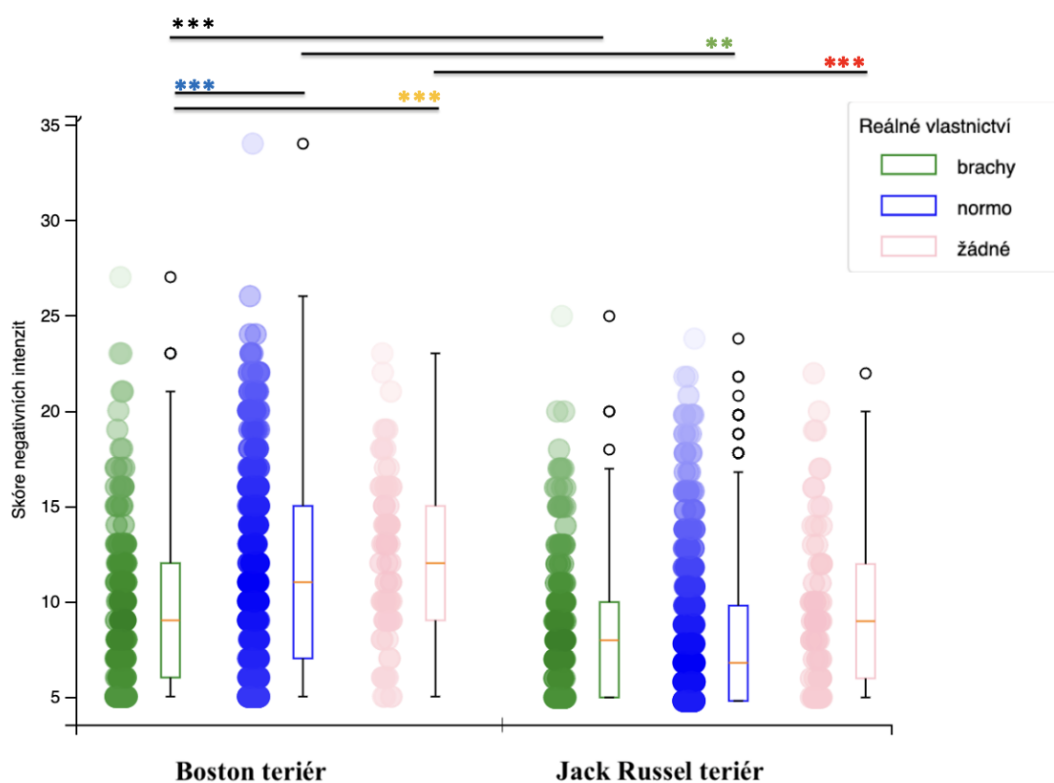 ***
**
***
***
***
35
30
25
20
15
10
5
Skóre negativních intenzit
Reálné vlastnictví
brachy
normo
žádné
Boston teriér
Jack Russel teriér